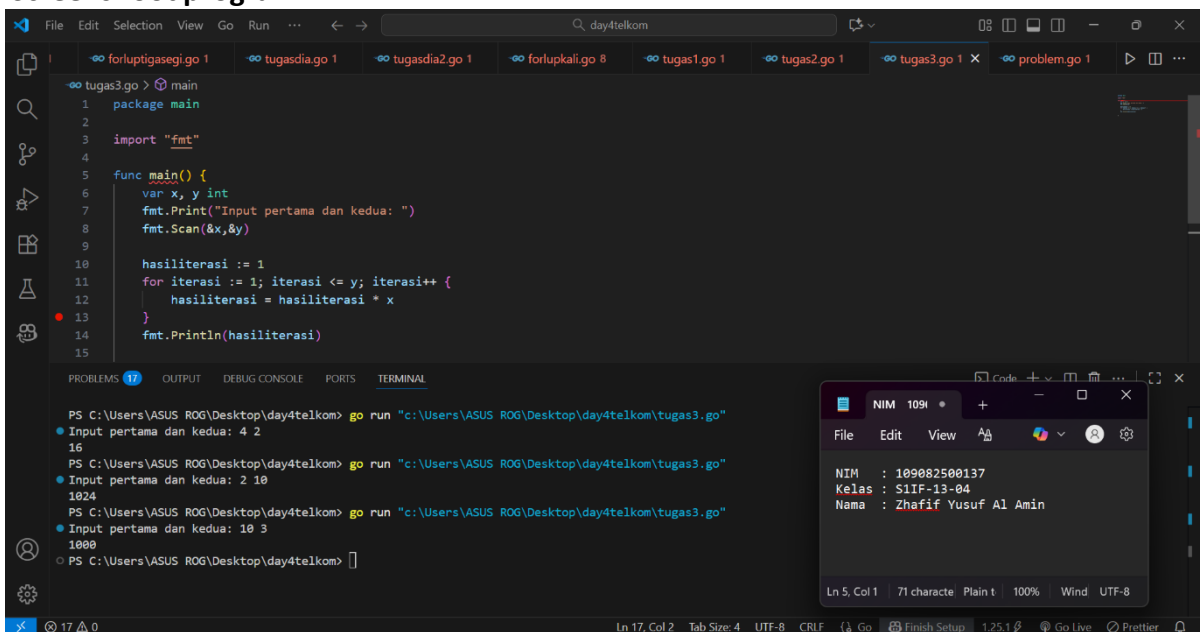 File Edit Selection View Go Run ··· day4telkom
forluptigasegi.go 1 tugasdia.go 1 tugasdia2.go 1 forlupkali.go 8 tugas1.go 1 tugas2.go 1 tugas3.go 1 problem.go 1
tugas3.go > main
1 package main
2
3 import "fmt"
4
5 func main() {
6 var x, y int
7 fmt.Print("Input pertama dan kedua: ")
8 fmt.Scan(&x,&y)
9
10 hasiliterasi := 1
11 for iterasi := 1; iterasi <= y; iterasi++ {
12 hasiliterasi = hasiliterasi * x
13 }
14 fmt.Println(hasiliterasi)
15
PROBLEMS 17 OUTPUT DEBUG CONSOLE PORTS TERMINAL Code
PS C:\Users\ASUS ROG\Desktop\day4telkom> go run "c:\Users\ASUS ROG\Desktop\day4telkom\tugas3.go"
Input pertama dan kedua: 4 2
16
PS C:\Users\ASUS ROG\Desktop\day4telkom> go run "c:\Users\ASUS ROG\Desktop\day4telkom\tugas3.go"
Input pertama dan kedua: 2 10
1024
PS C:\Users\ASUS ROG\Desktop\day4telkom> go run "c:\Users\ASUS ROG\Desktop\day4telkom\tugas3.go"
Input pertama dan kedua: 10 3
1000
PS C:\Users\ASUS ROG\Desktop\day4telkom>
NIM 109
File Edit View
NIM : 109082500137
Kelas : S1IF-13-04
Nama : Zhafif Yusuf Al Amin
Ln 5, Col 1 71 characte Plain t 100% Wind UTF-8
17 0 Ln 17, Col 2 Tab Size: 4 UTF-8 CRLF Go Finish Setup 1.25.1 Go Live Prettier